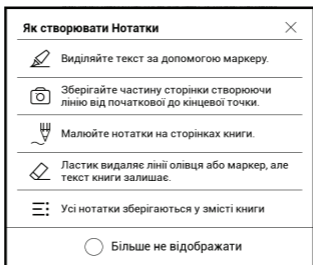 Як створювати Нотатки
Виділяйте текст за допомогою маркеру.
Зберігайте частину сторінки створюючи
лінію від початкової до кінцевої точки.
Малюйте нотатки на сторінках книги.
Ластик видаляє лінії олівця або маркер, але
текст книги залишає.
Усі нотатки зберігаються у змісті книги
Більше не відображати